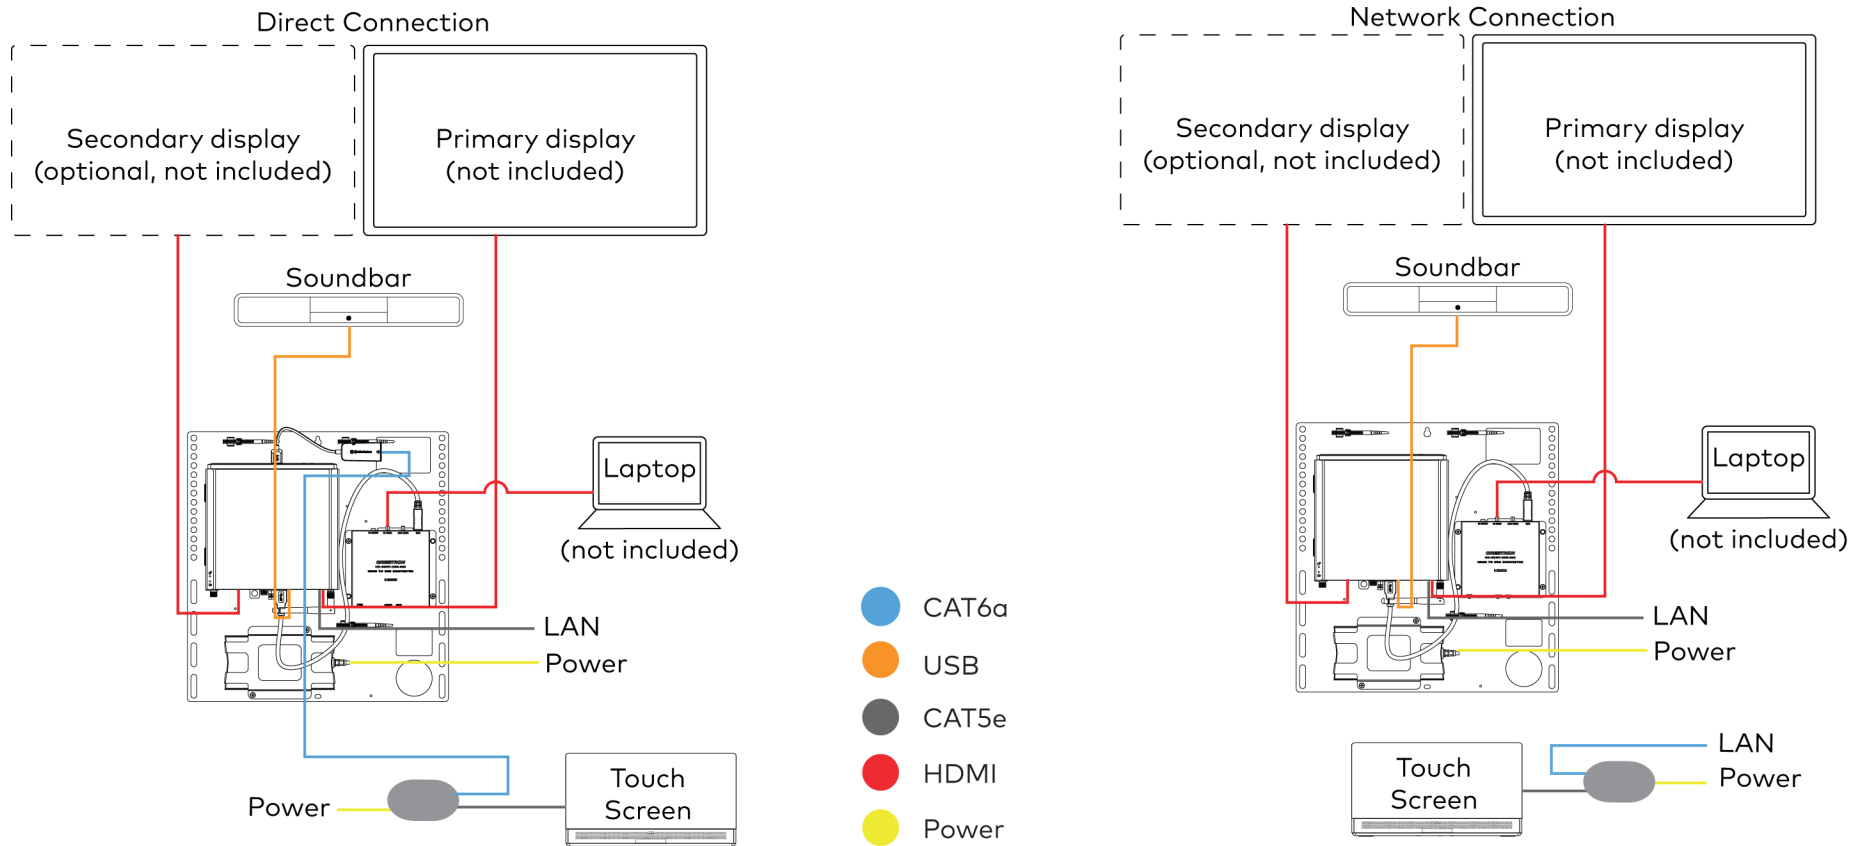 Direct Connection
Secondary display
(optional, not included)
Primary display
(not included)
Soundbar
Laptop
(not included)
CRESTRON
LAN
Power
Power
Touch
Screen
CAT6a
USB
CAT5e
HDMI
Power
Network Connection
Secondary display
(optional, not included)
Primary display
(not included)
Soundbar
Laptop
(not included)
CRESTRON
LAN
Power
Touch
Screen
LAN
Power